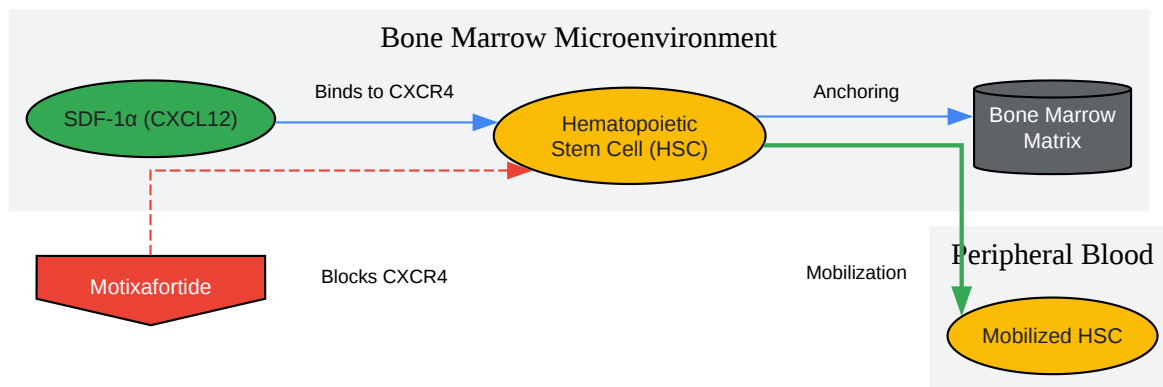 Bone Marrow Microenvironment
SDF-1α (CXCL12)
Binds to CXCR4
Hematopoietic
Stem Cell (HSC)
Anchoring
Bone Marrow
Matrix
Motixafortide
Blocks CXCR4
Mobilization
Peripheral Blood
Mobilized HSC